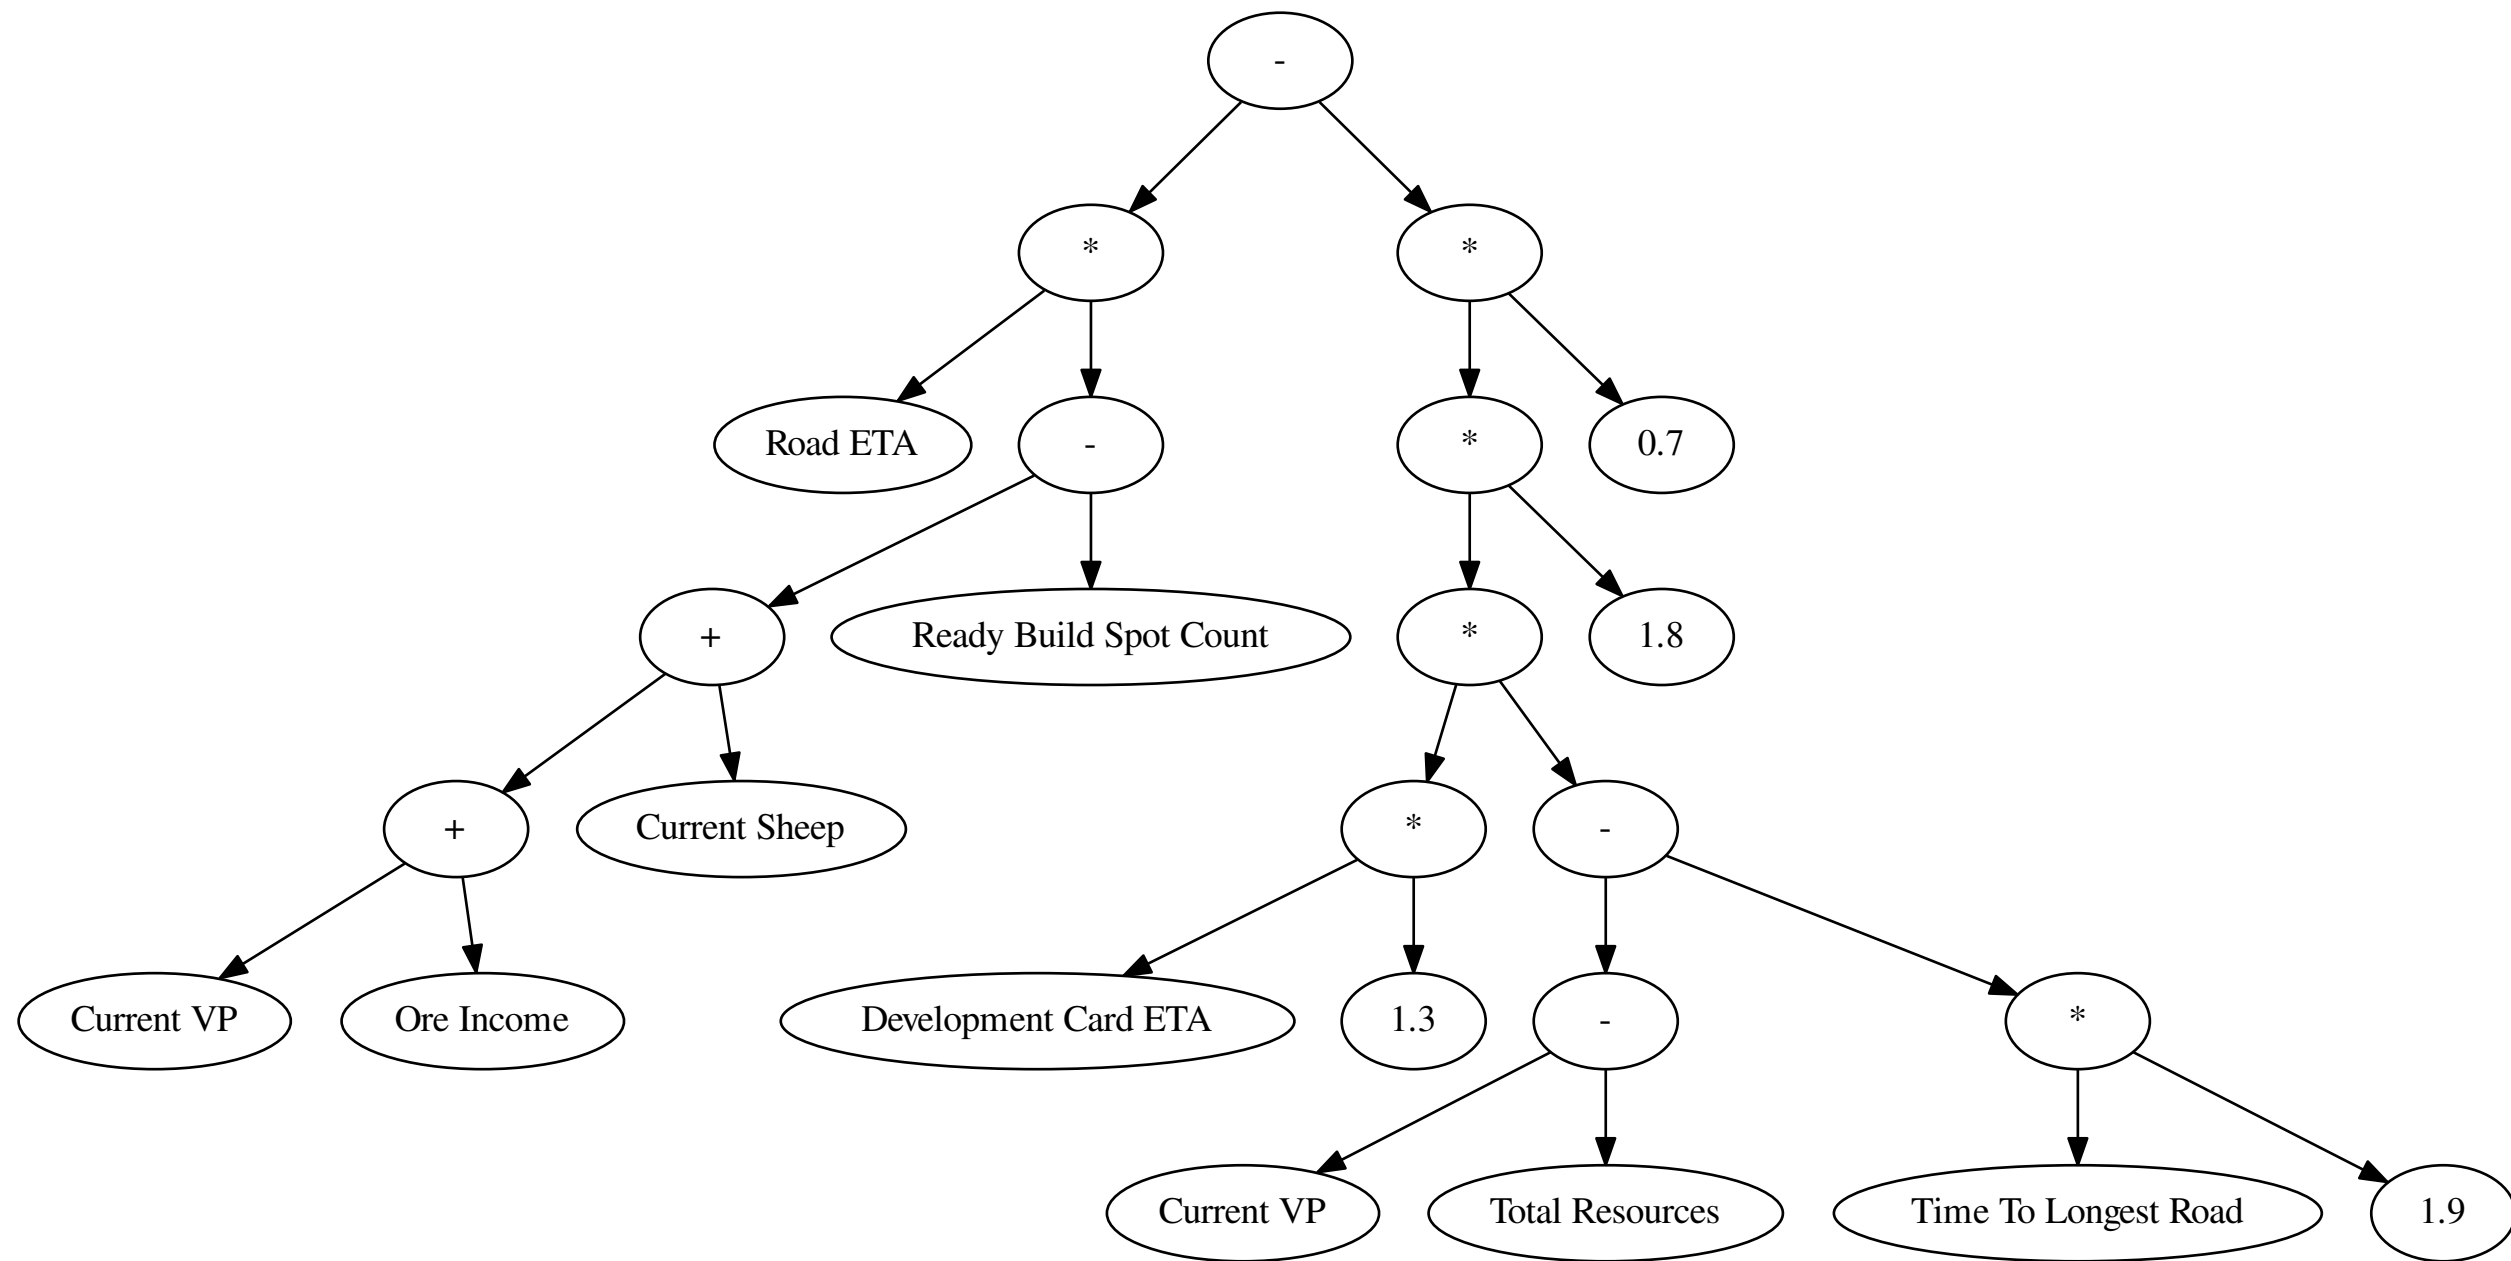 -
*
*
Road ETA
-
*
0.7
+
Ready Build Spot Count
*
1.8
+
Current Sheep
*
-
Current VP
Ore Income
Development Card ETA
1.3
-
*
Current VP
Total Resources
Time To Longest Road
1.9